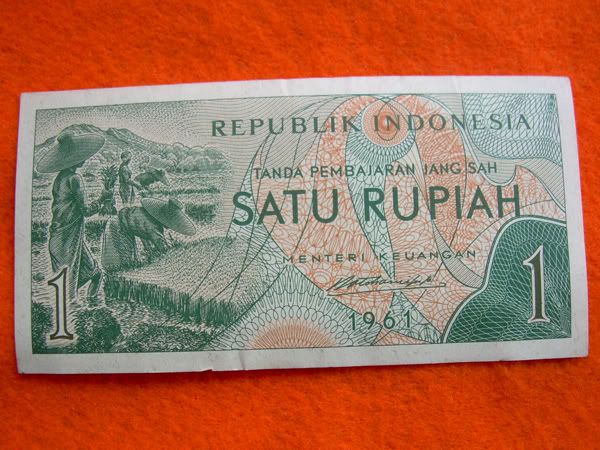 REPUBLIK INDONESIA
TANDA PEMBAJARAN JANG SAH
SATU RUPIAH
MENTERI KEUANGAN
1961
1
1